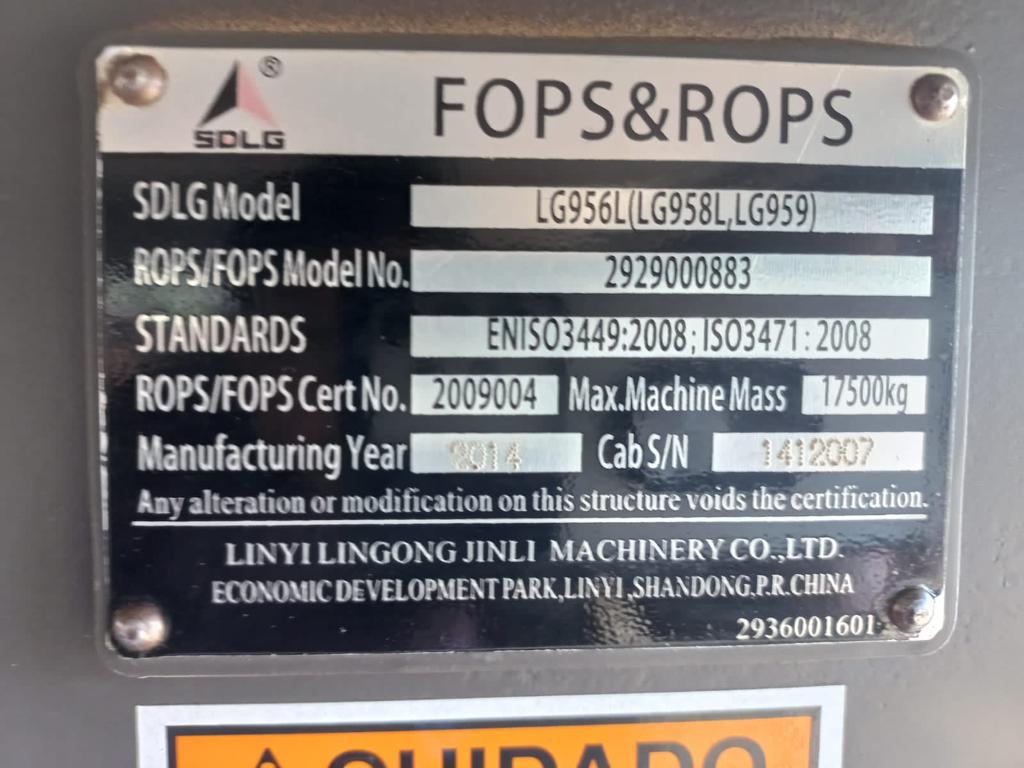 ®
SDLG
FOPS&ROPS
SDLG Model LG956L(LG958L,LG959)
ROPS/FOPS Model No. 2929000883
STANDARDS ENISO3449:2008; ISO3471: 2008
ROPS/FOPS Cert No. 2009004 Max.Machine Mass 17500kg
Manufacturing Year 2014 Cab S/N 1412007
Any alteration or modification on this structure voids the certification.
LINYI LINGONG JINLI MACHINERY CO.,LTD.
ECONOMIC DEVELOPMENT PARK,LINYI ,SHANDONG,P.R.CHINA
2936001601
CUIDADO